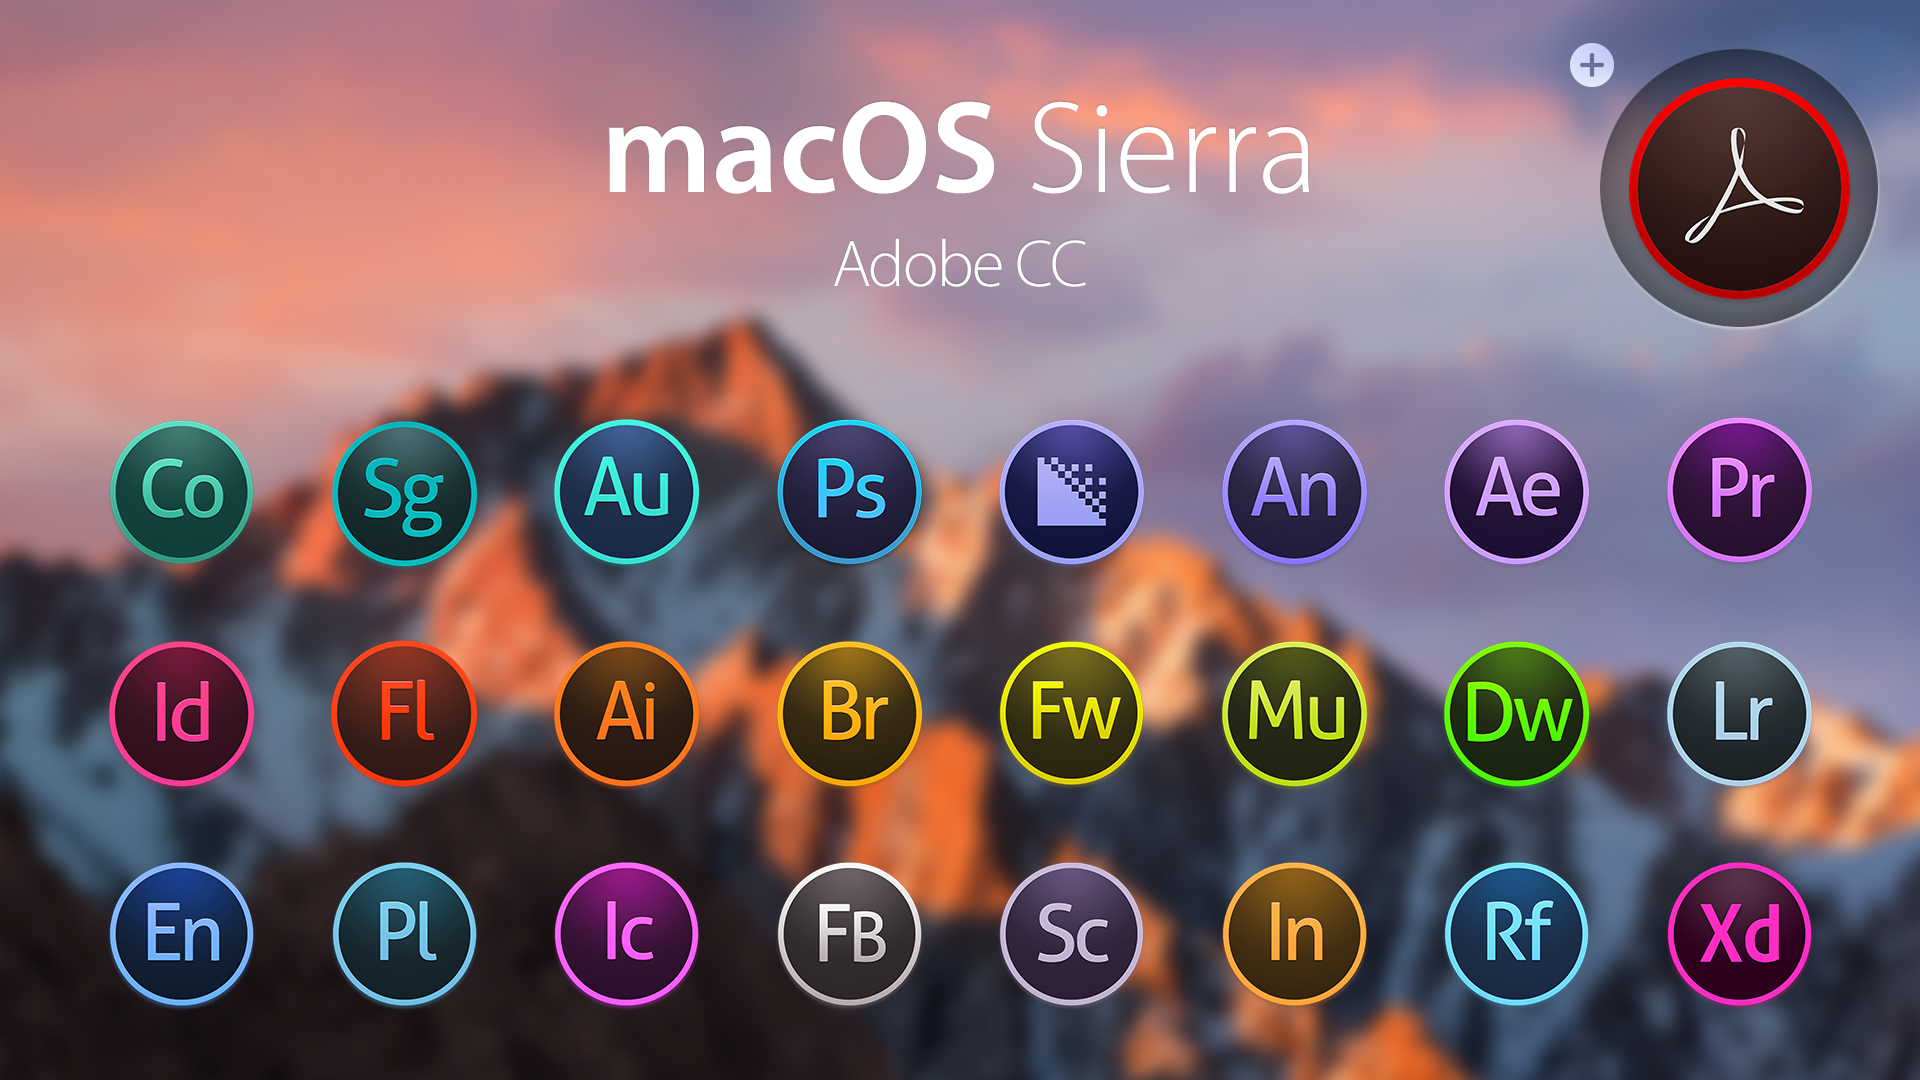 macOS Sierra
Adobe CC
Co Sg Au Ps An Ae Pr
Id Fl Ai Br Fw Mu Dw Lr
En Pl Ic FB Sc In Rf Xd